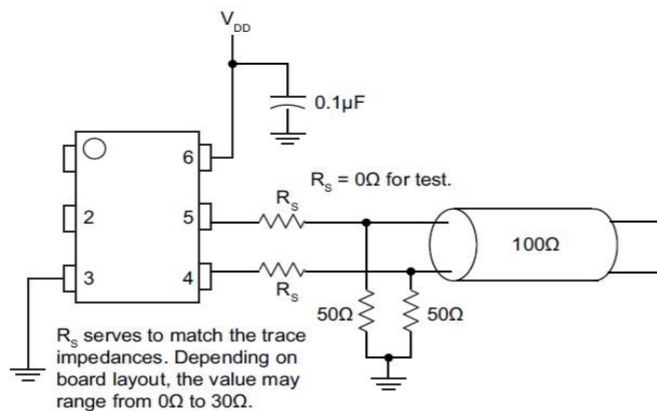 V_DD
0.1µF
6
R_S = 0Ω for test.
R_S
2
5
100Ω
3
4
R_S
50Ω
50Ω
R_S serves to match the trace
impedances. Depending on
board layout, the value may
range from 0Ω to 30Ω.